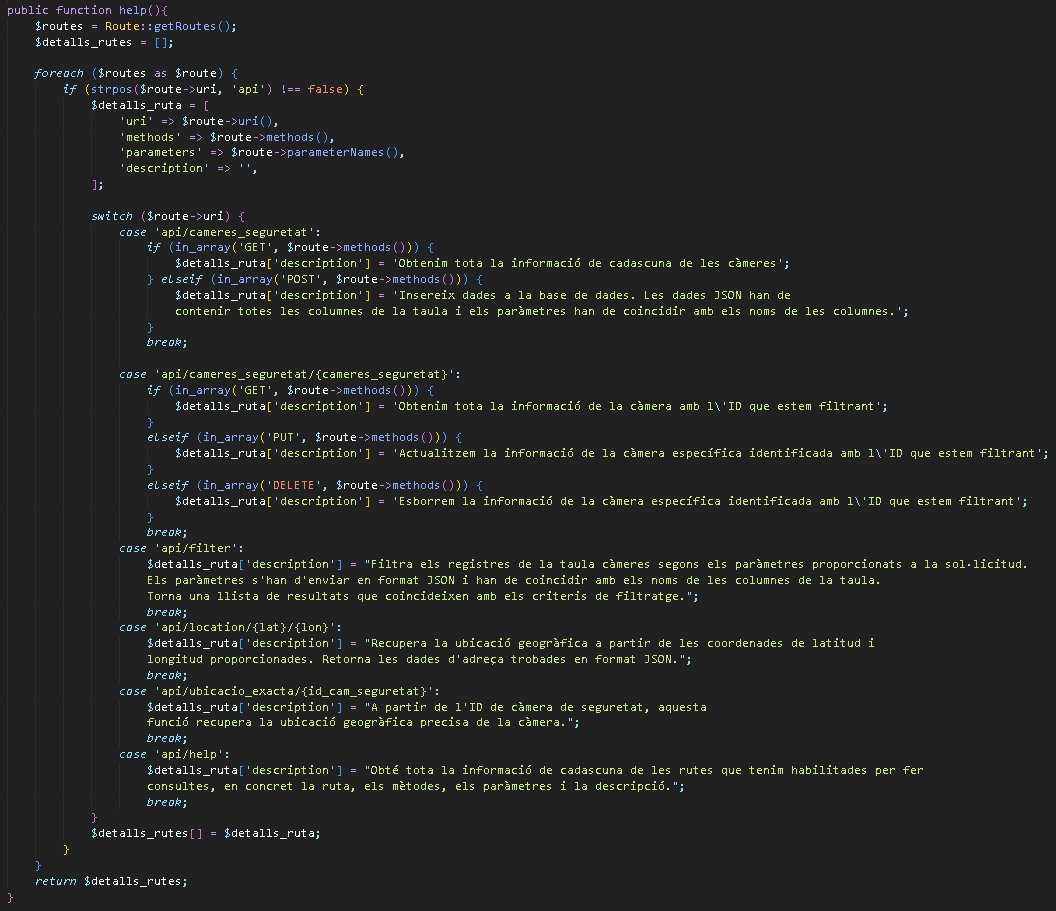 public function help(){
    $routes = Route::getRoutes();
    $detalls_rutes = [];

    foreach ($routes as $route) {
        if (strpos($route->uri, 'api') !== false) {
            $detalls_ruta = [
                'uri' => $route->uri(),
                'methods' => $route->methods(),
                'parameters' => $route->parameterNames(),
                'description' => '',
            ];

            switch ($route->uri) {
                case 'api/cameres_seguretat':
                    if (in_array('GET', $route->methods())) {
                        $detalls_ruta['description'] = 'Obtenim tota la informació de cadascuna de les càmeres';
                    } elseif (in_array('POST', $route->methods())) {
                        $detalls_ruta['description'] = 'Insereix dades a la base de dades. Les dades JSON han de
                        contenir totes les columnes de la taula i els paràmetres han de coincidir amb els noms de les columnes.';
                    }
                    break;

                case 'api/cameres_seguretat/{cameres_seguretat}':
                    if (in_array('GET', $route->methods())) {
                        $detalls_ruta['description'] = 'Obtenim tota la informació de la càmera amb l\'ID que estem filtrant';
                    }
                    elseif (in_array('PUT', $route->methods())) {
                        $detalls_ruta['description'] = 'Actualitzem la informació de la càmera específica identificada amb l\'ID que estem filtrant';
                    }
                    elseif (in_array('DELETE', $route->methods())) {
                        $detalls_ruta['description'] = 'Esborrem la informació de la càmera específica identificada amb l\'ID que estem filtrant';
                    }
                    break;
                case 'api/filter':
                    $detalls_ruta['description'] = "Filtra els registres de la taula càmeres segons els paràmetres proporcionats a la sol·licitud.
                    Els paràmetres s'han d'enviar en format JSON i han de coincidir amb els noms de les columnes de la taula.
                    Torna una llista de resultats que coincideixen amb els criteris de filtratge.";
                    break;
                case 'api/location/{lat}/{lon}':
                    $detalls_ruta['description'] = "Recupera la ubicació geogràfica a partir de les coordenades de latitud i
                    longitud proporcionades. Retorna les dades d'adreça trobades en format JSON.";
                    break;
                case 'api/ubicacio_exacta/{id_cam_seguretat}':
                    $detalls_ruta['description'] = "A partir de l'ID de càmera de seguretat, aquesta
                    funció recupera la ubicació geogràfica precisa de la càmera.";
                    break;
                case 'api/help':
                    $detalls_ruta['description'] = "Obté tota la informació de cadascuna de les rutes que tenim habilitades per fer
                    consultes, en concret la ruta, els mètodes, els paràmetres i la descripció.";
                    break;
            }
            $detalls_rutes[] = $detalls_ruta;
        }
    }
    return $detalls_rutes;
}